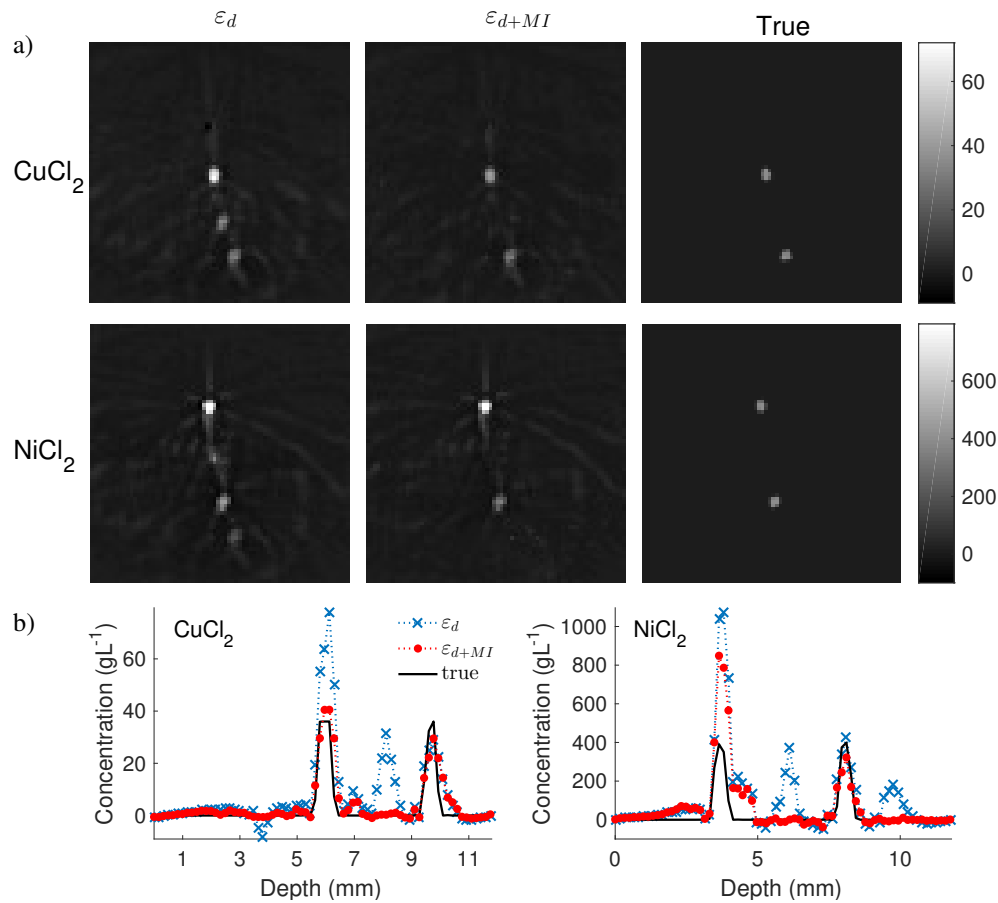 ε_d ε_{d+MI} True
a)
CuCl₂
60
40
20
0
NiCl₂
600
400
200
0
b)
CuCl₂
ε_d
ε_{d+MI}
true
Concentration (gL⁻¹)
60
40
20
0
1 3 5 7 9 11
Depth (mm)
NiCl₂
Concentration (gL⁻¹)
1000
800
600
400
200
0
0 5 10
Depth (mm)